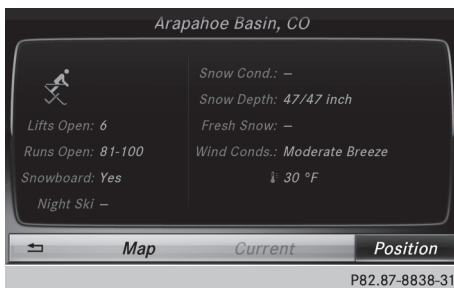 Arapahoe Basin, CO
Lifts Open: 6
Runs Open: 81-100
Snowboard: Yes
Night Ski –
Snow Cond.: –
Snow Depth: 47/47 inch
Fresh Snow: –
Wind Conds.: Moderate Breeze
30 °F
Map
Current
Position
P82.87-8838-31